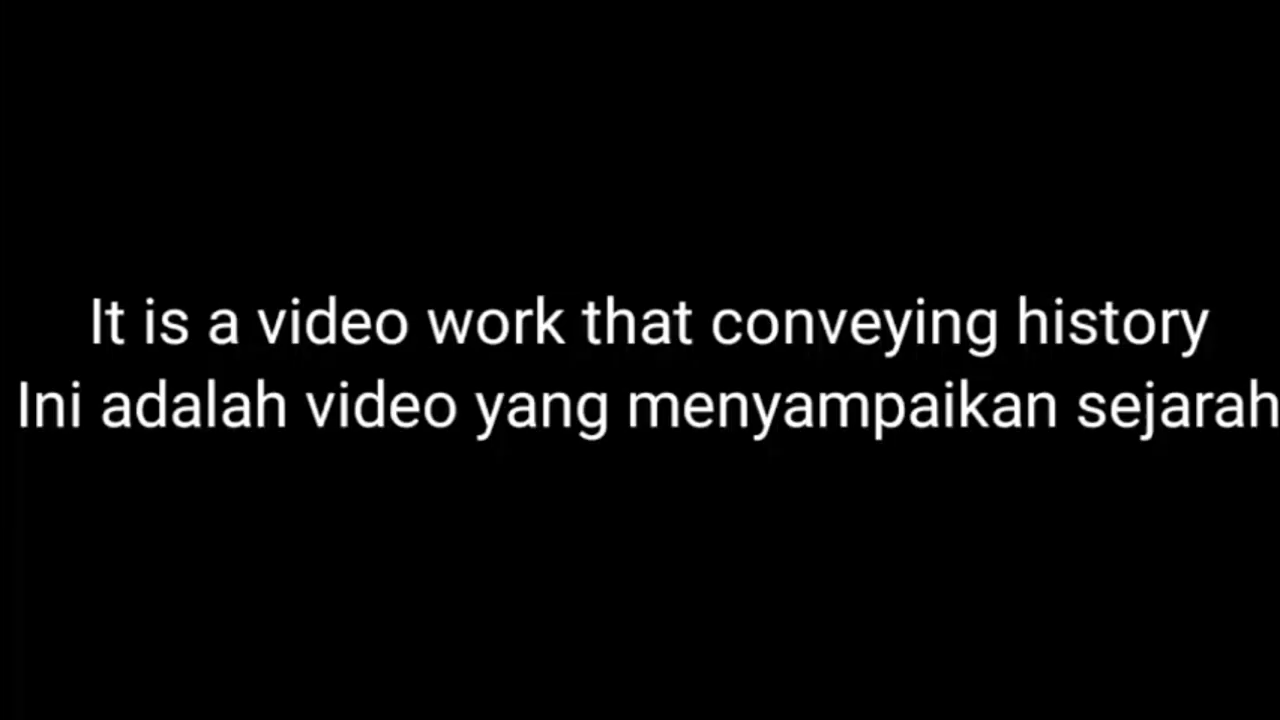 It is a video work that conveying history
Ini adalah video yang menyampaikan sejarah